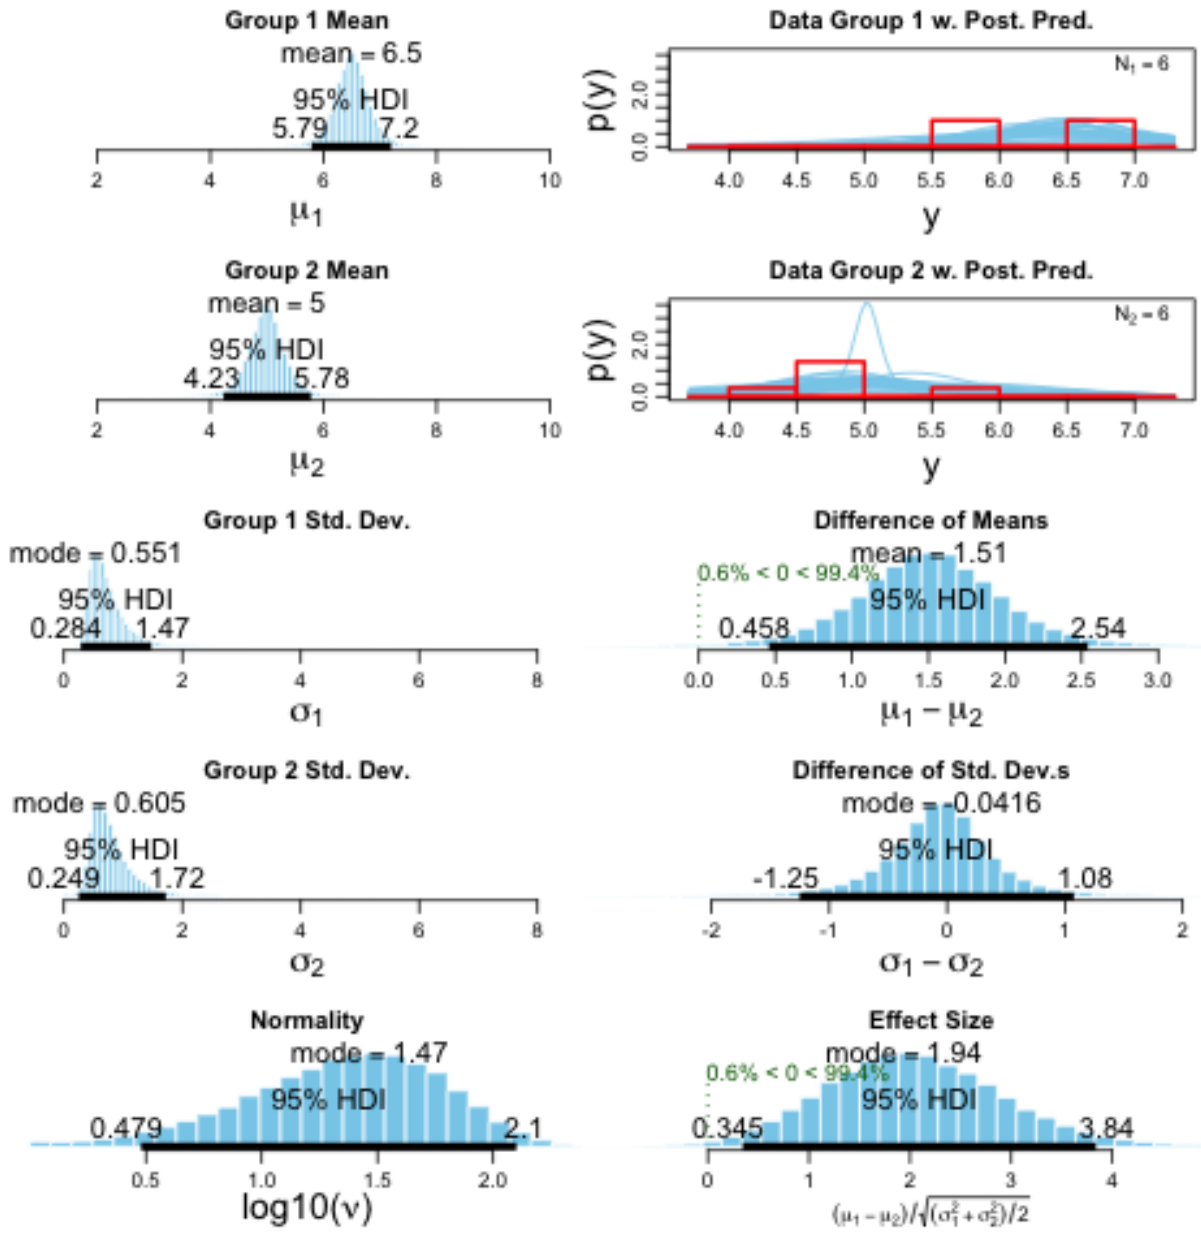 Group 1 Mean
mean = 6.5
95% HDI
5.79 7.2
2 4 6 8 10
μ1
Data Group 1 w. Post. Pred.
N1 = 6
p(y)
0.0 2.0
4.0 4.5 5.0 5.5 6.0 6.5 7.0
y
Group 2 Mean
mean = 5
95% HDI
4.23 5.78
2 4 6 8 10
μ2
Data Group 2 w. Post. Pred.
N2 = 6
p(y)
0.0 2.0
4.0 4.5 5.0 5.5 6.0 6.5 7.0
y
Group 1 Std. Dev.
mode = 0.551
95% HDI
0.284 1.47
0 2 4 6 8
σ1
Difference of Means
mean = 1.51
0.6% < 0 < 99.4%
95% HDI
0.458 2.54
0.0 0.5 1.0 1.5 2.0 2.5 3.0
μ1 − μ2
Group 2 Std. Dev.
mode = 0.605
95% HDI
0.249 1.72
0 2 4 6 8
σ2
Difference of Std. Dev.s
mode = -0.0416
95% HDI
-1.25 1.08
-2 -1 0 1 2
σ1 − σ2
Normality
mode = 1.47
95% HDI
0.479 2.1
0.5 1.0 1.5 2.0
log10(ν)
Effect Size
mode = 1.94
0.6% < 0 < 99.4%
95% HDI
0.345 3.84
0 1 2 3 4
(μ1 − μ2)/√(σ1² + σ2²)/2